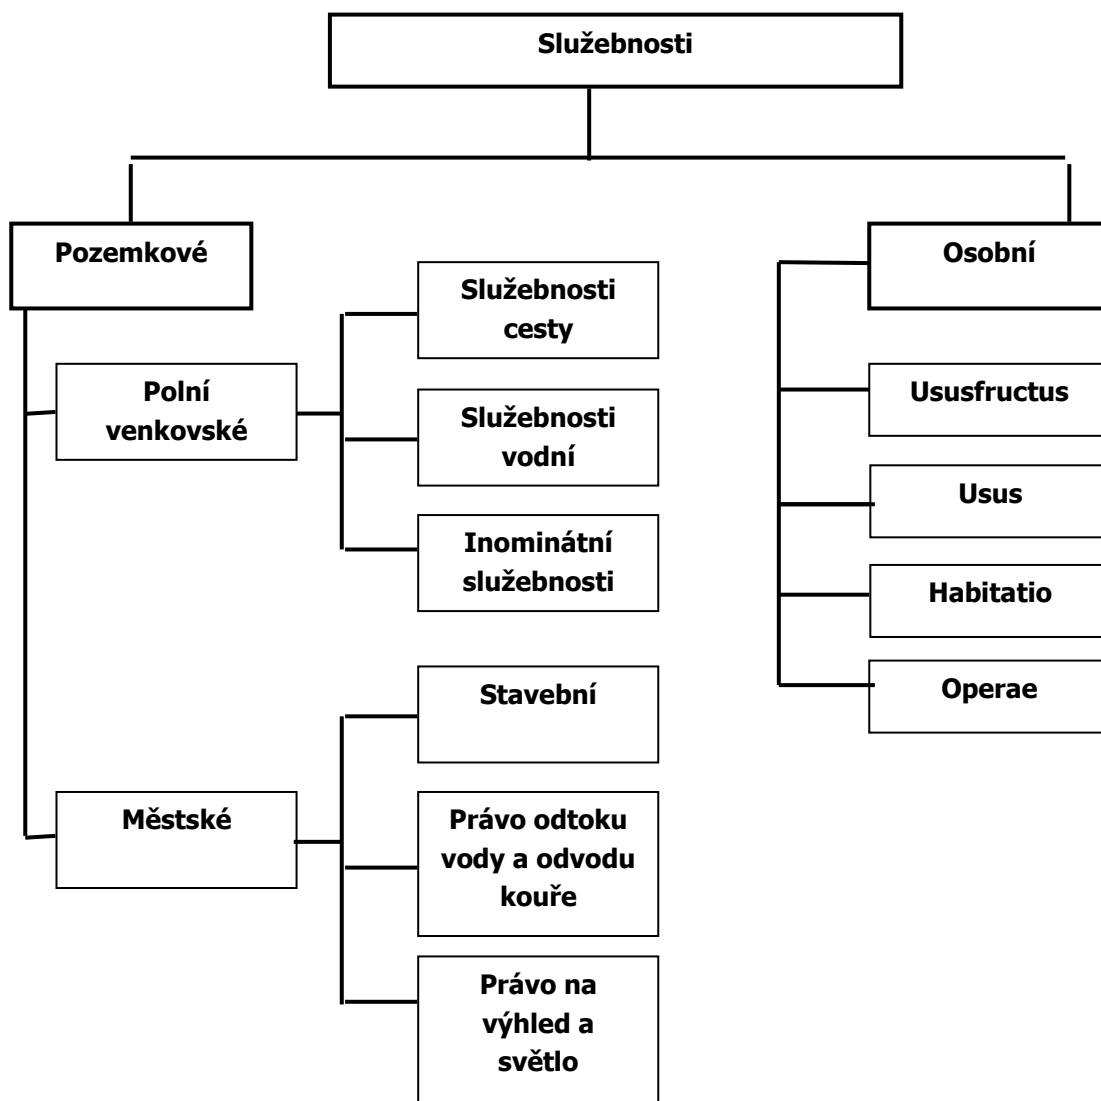 Služebnosti
Pozemkové
Osobní
Služebnosti
cesty
Polní
venkovské
Služebnosti
vodní
Inominátní
služebnosti
Ususfructus
Usus
Habitatio
Operae
Stavební
Městské
Právo odtoku
vody a odvodu
kouře
Právo na
výhled a
světlo